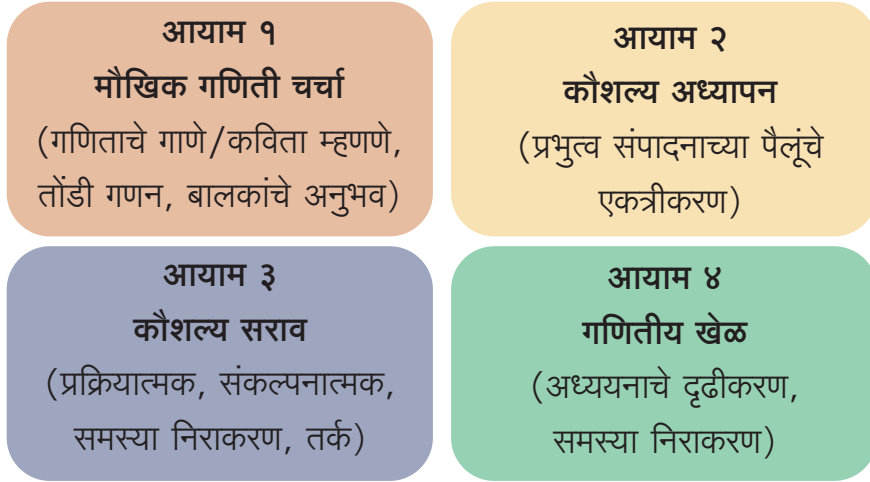 आयाम १
मौखिक गणिती चर्चा
(गणिताचे गाणे/कविता म्हणणे,
तोंडी गणन, बालकांचे अनुभव)
आयाम २
कौशल्य अध्यापन
(प्रभुत्व संपादनाच्या पैलूंचे
एकत्रीकरण)
आयाम ३
कौशल्य सराव
(प्रक्रियात्मक, संकल्पनात्मक,
समस्या निराकरण, तर्क)
आयाम ४
गणितीय खेळ
(अध्ययनाचे दृढीकरण,
समस्या निराकरण)